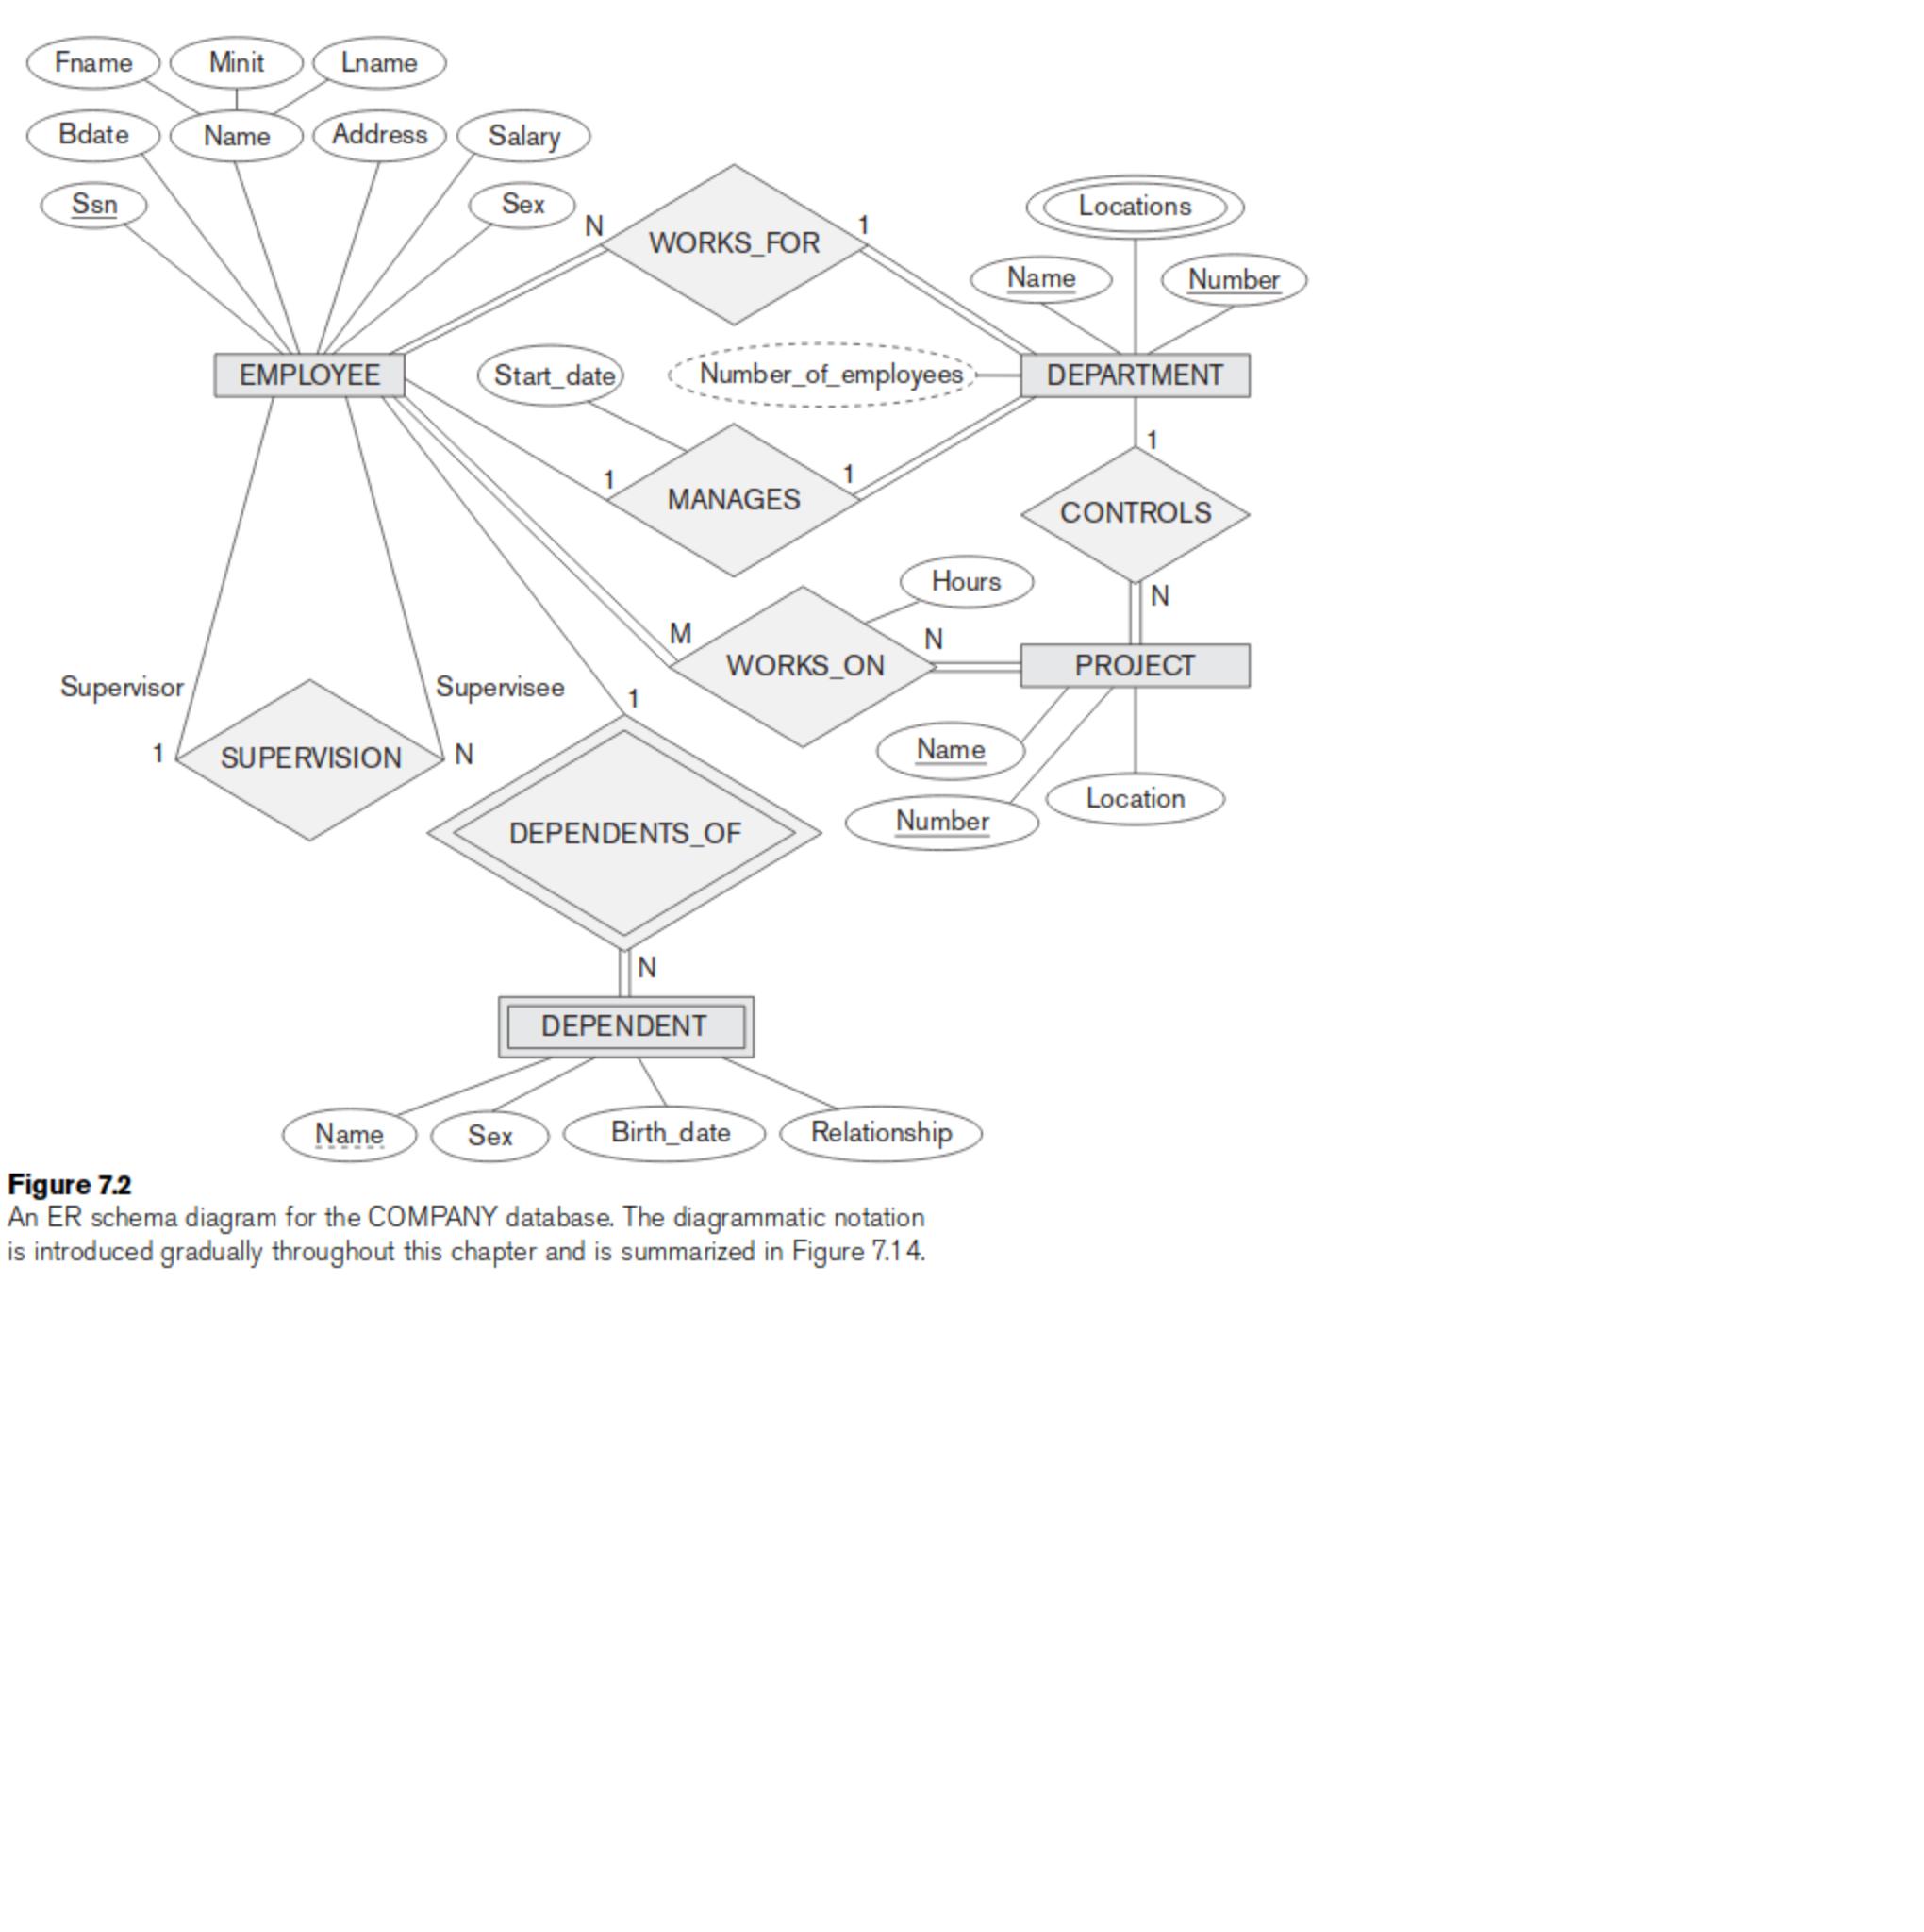 Fname Minit Lname
Bdate Name Address Salary
Ssn Sex
N WORKS_FOR 1
Locations
Name Number
EMPLOYEE Start_date Number_of_employees DEPARTMENT
1 MANAGES 1
1
CONTROLS
N
Hours
M WORKS_ON N PROJECT
Supervisor Supervisee
1 SUPERVISION N
1
DEPENDENTS_OF
Name
Number Location
N
DEPENDENT
Name Sex Birth_date Relationship
Figure 7.2
An ER schema diagram for the COMPANY database. The diagrammatic notation
is introduced gradually throughout this chapter and is summarized in Figure 7.14.